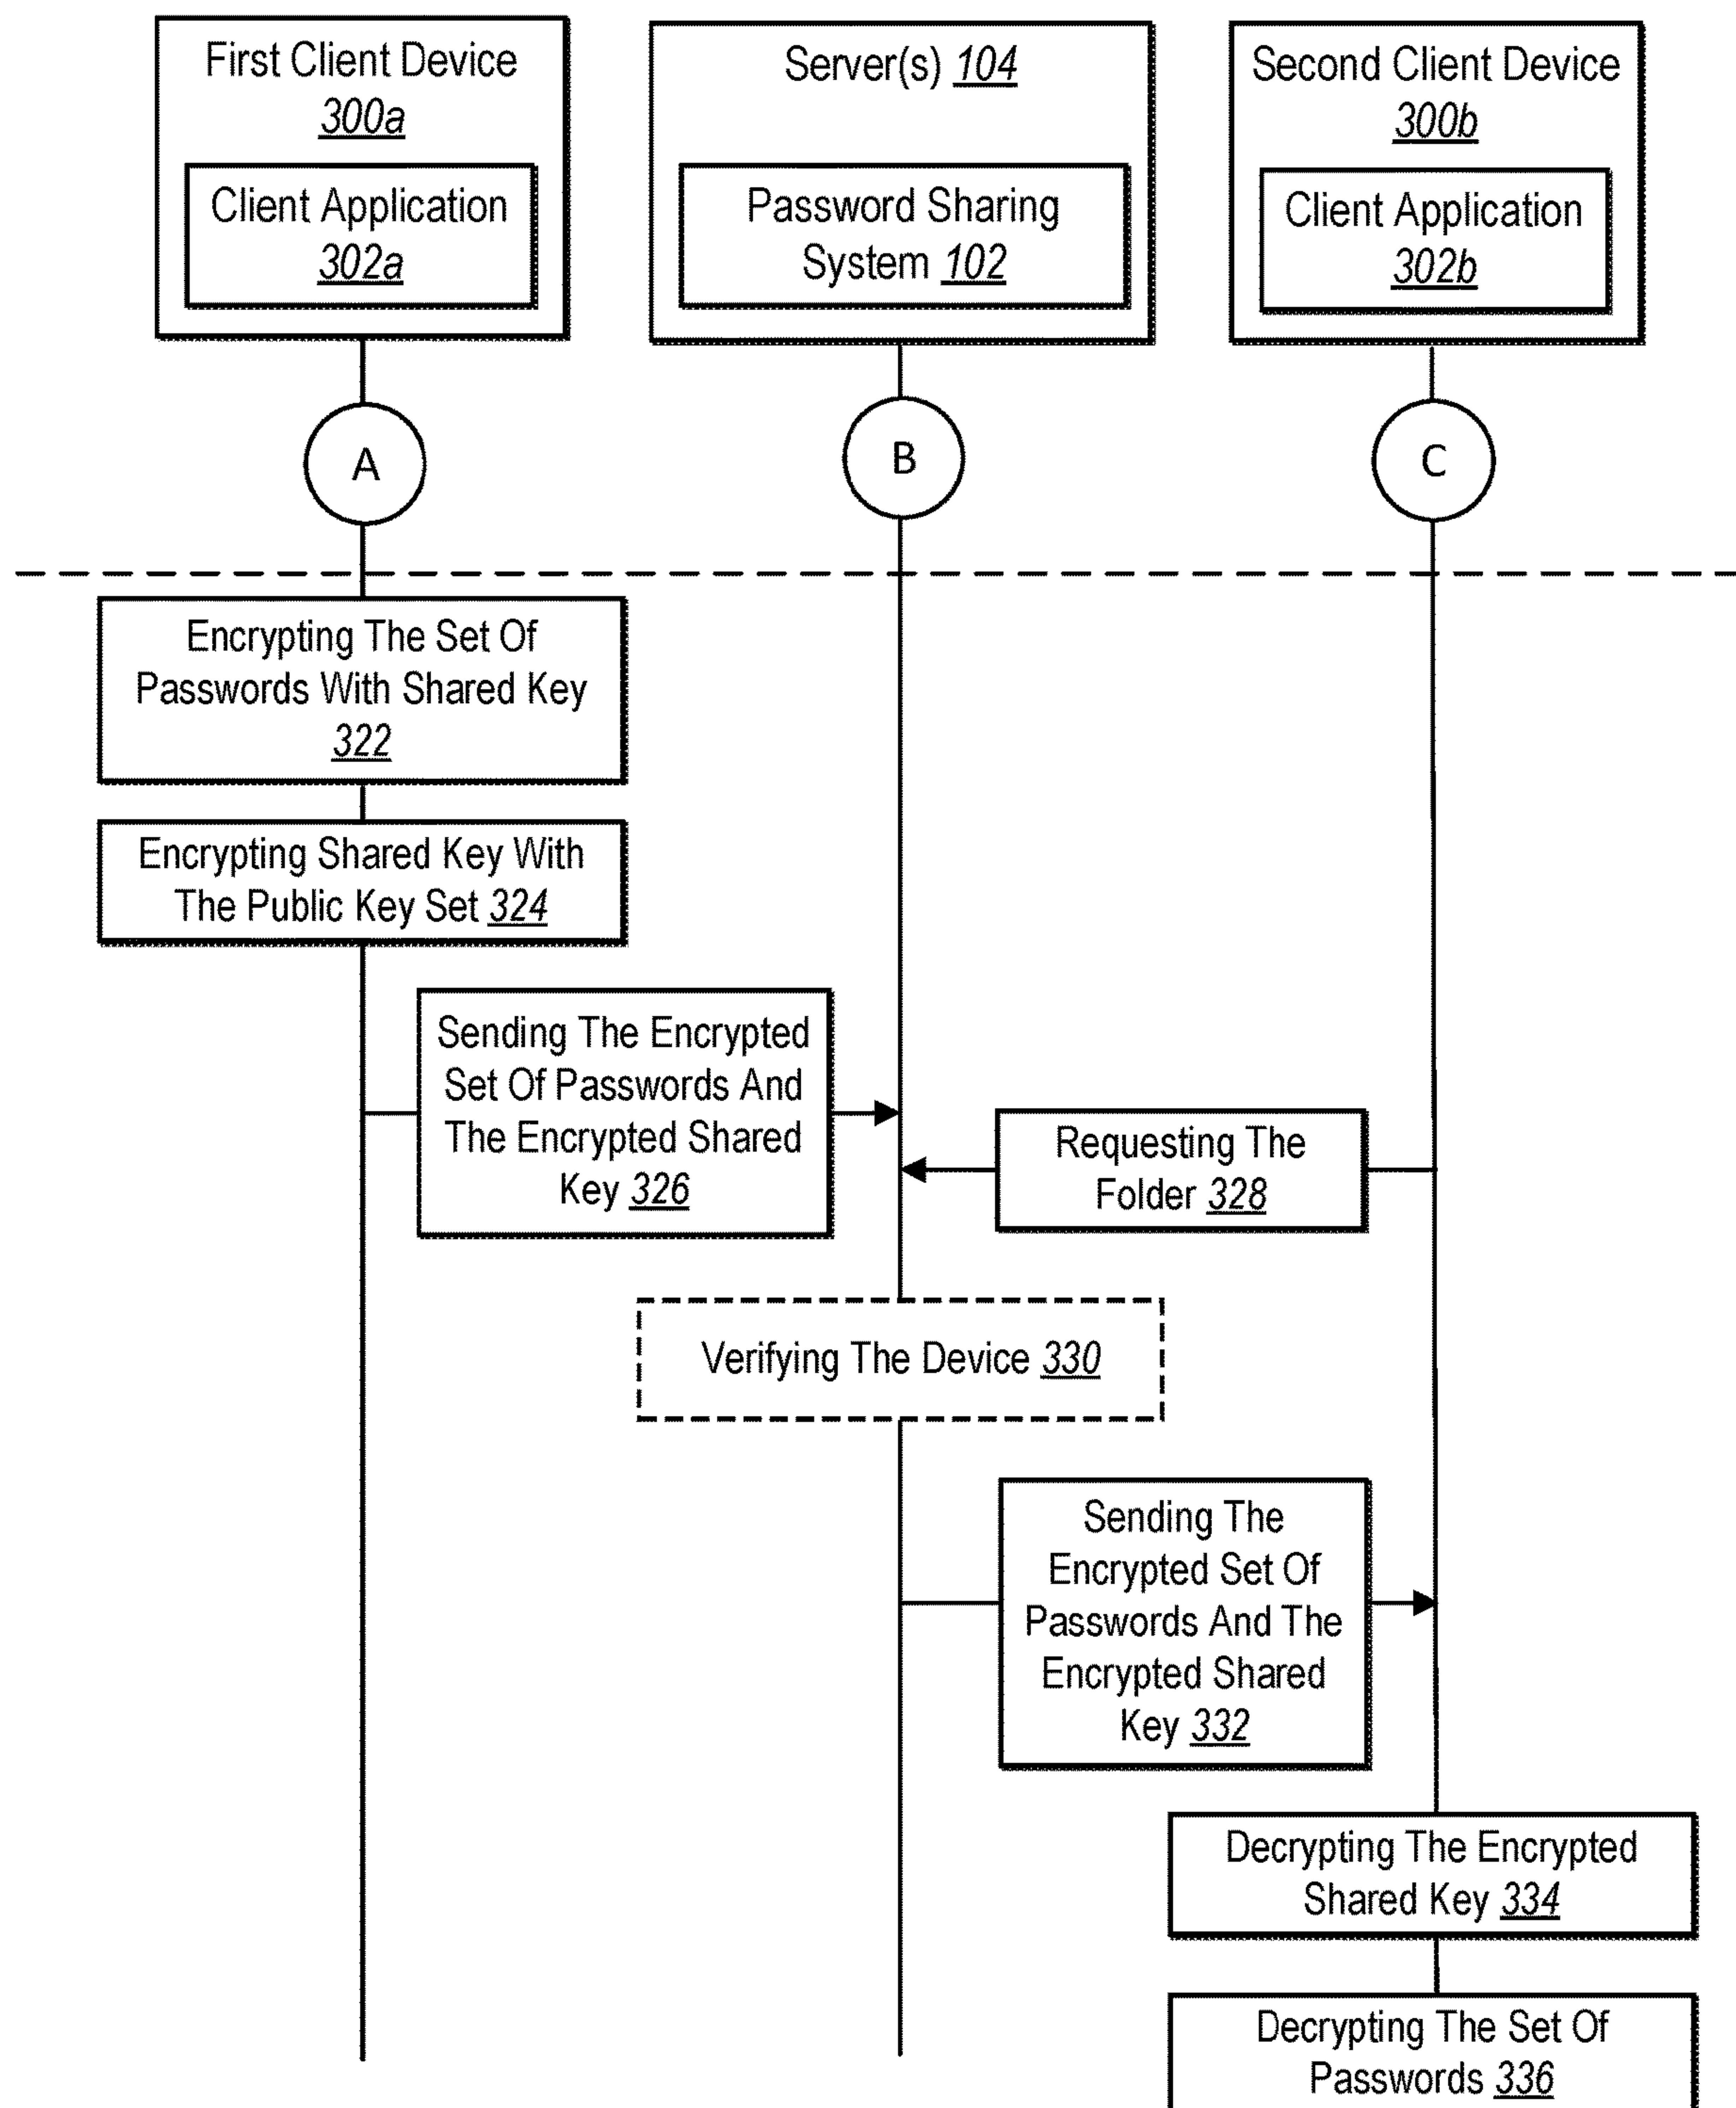 First Client Device
300a
Client Application
302a
Server(s) 104
Password Sharing
System 102
Second Client Device
300b
Client Application
302b
A
B
C
Encrypting The Set Of
Passwords With Shared Key
322
Encrypting Shared Key With
The Public Key Set 324
Sending The Encrypted
Set Of Passwords And
The Encrypted Shared
Key 326
Requesting The
Folder 328
Verifying The Device 330
Sending The
Encrypted Set Of
Passwords And The
Encrypted Shared
Key 332
Decrypting The Encrypted
Shared Key 334
Decrypting The Set Of
Passwords 336